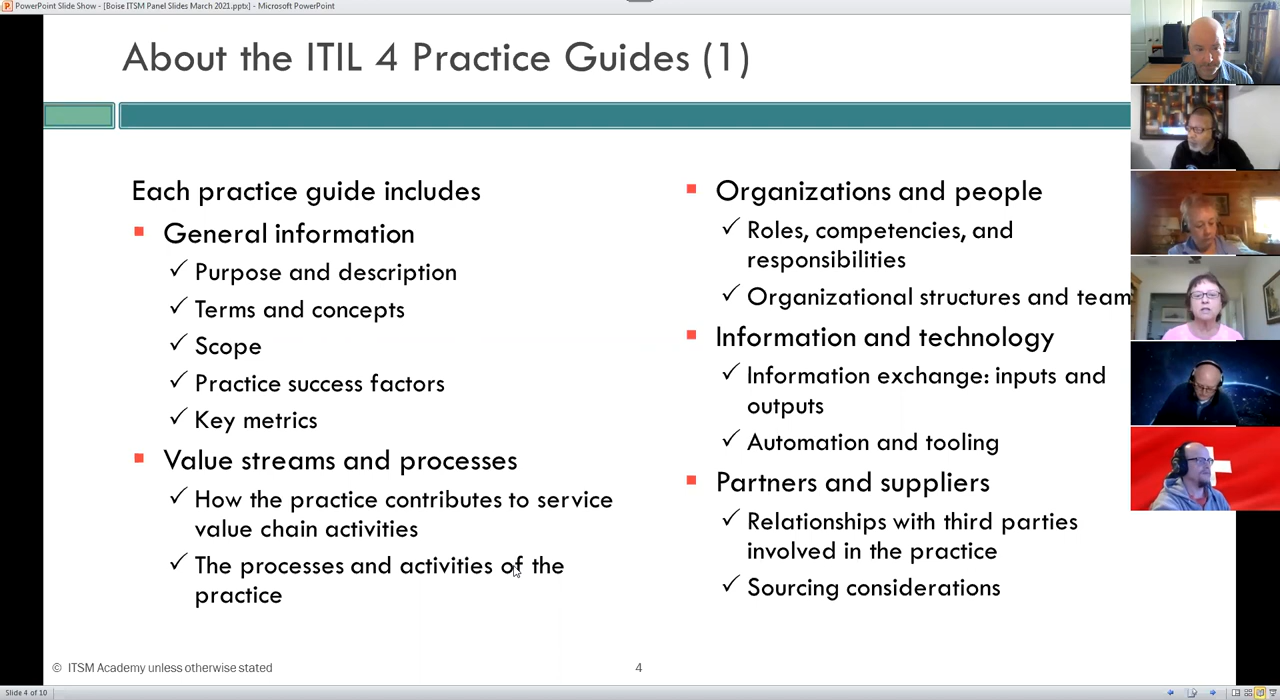 PowerPoint Slide Show - [Boise ITSM Panel Slides March 2021.pptx] - Microsoft PowerPoint
About the ITIL 4 Practice Guides (1)
Each practice guide includes
General information
Purpose and description
Terms and concepts
Scope
Practice success factors
Key metrics
Value streams and processes
How the practice contributes to service
value chain activities
The processes and activities of the
practice
Organizations and people
Roles, competencies, and
responsibilities
Organizational structures and team
Information and technology
Information exchange: inputs and
outputs
Automation and tooling
Partners and suppliers
Relationships with third parties
involved in the practice
Sourcing considerations
© ITSM Academy unless otherwise stated
4
Slide 4 of 10